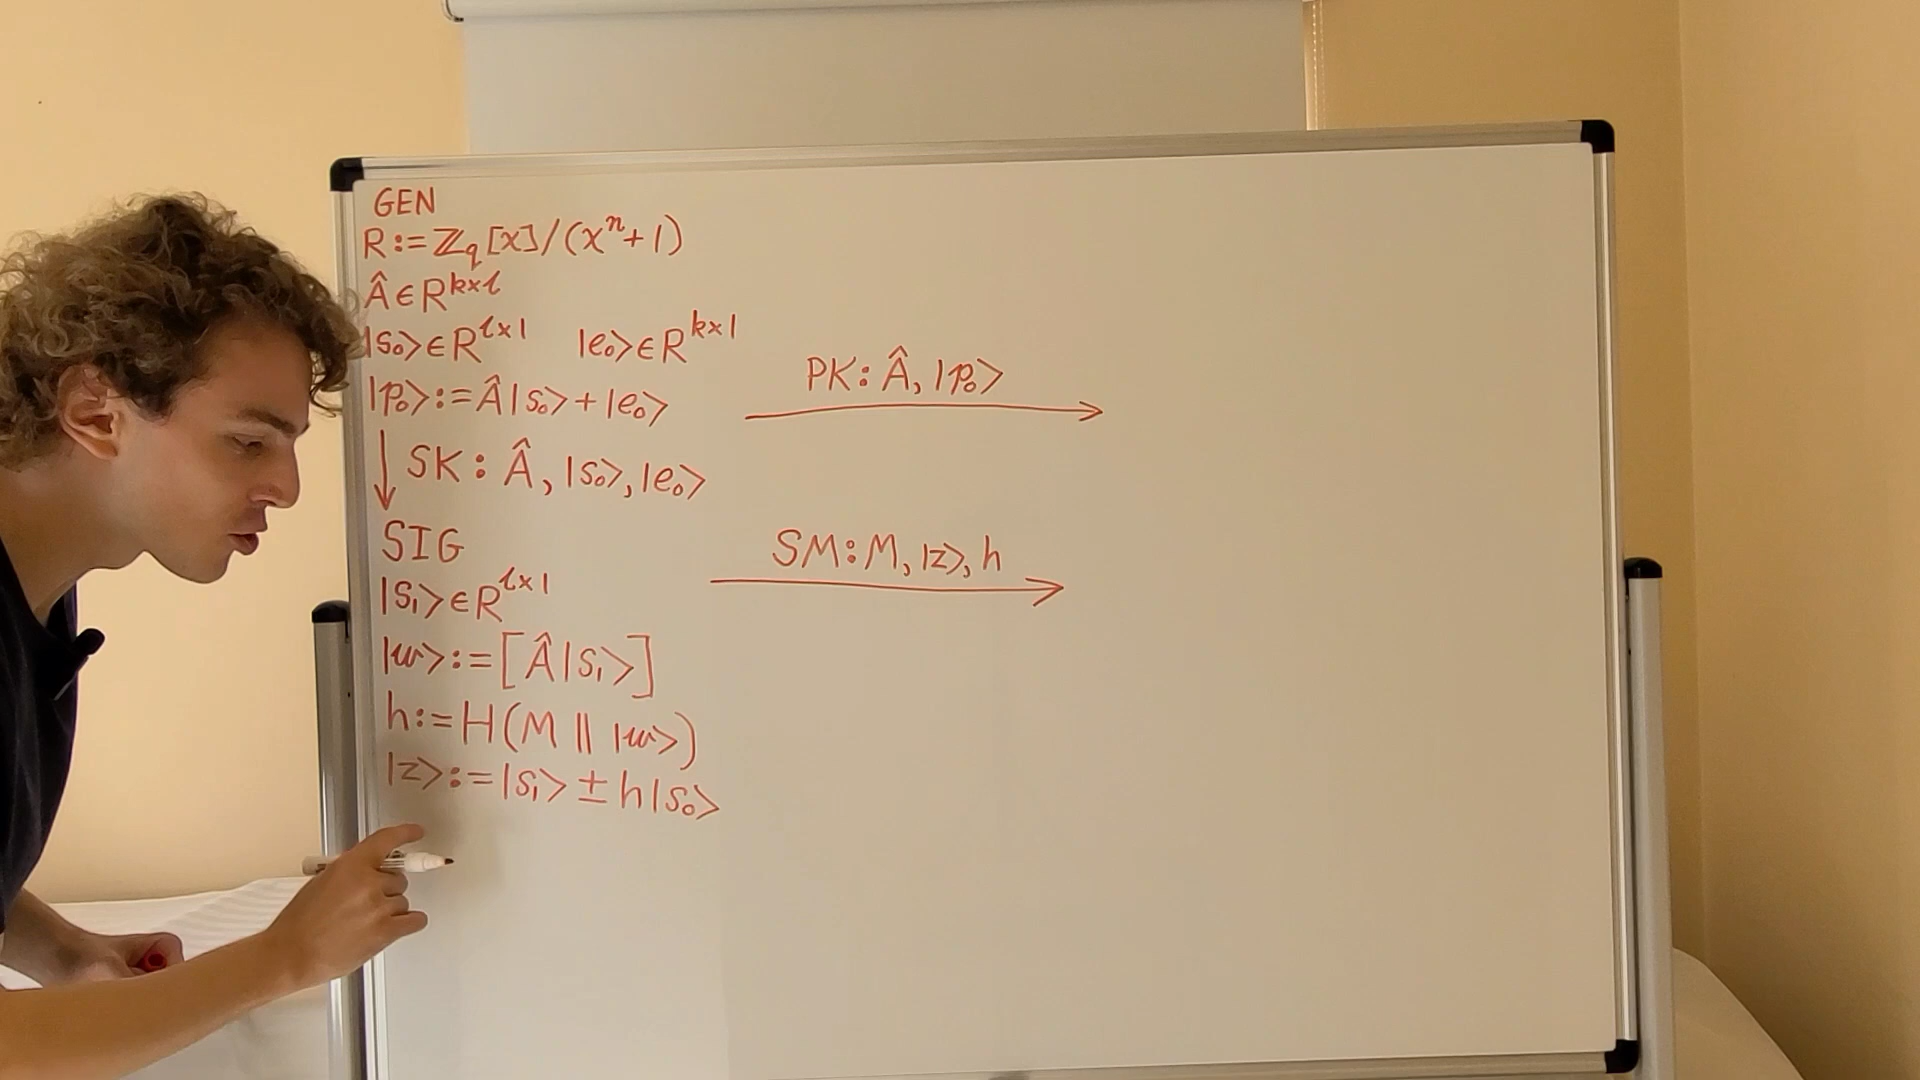 GEN
R := ℤq[x]/(xⁿ+1)
Â ∈ R^{k×l}
|s₀⟩ ∈ R^{l×1} |e₀⟩ ∈ R^{k×1}
|p₀⟩ := Â|s₀⟩ + |e₀⟩
PK: Â, |p₀⟩
SK: Â, |s₀⟩, |e₀⟩
SIG
SM: M, |z⟩, h
|s₁⟩ ∈ R^{l×1}
|w⟩ := [Â|s₁⟩]
h := H(M || |w⟩)
|z⟩ := |s₁⟩ ± h|s₀⟩